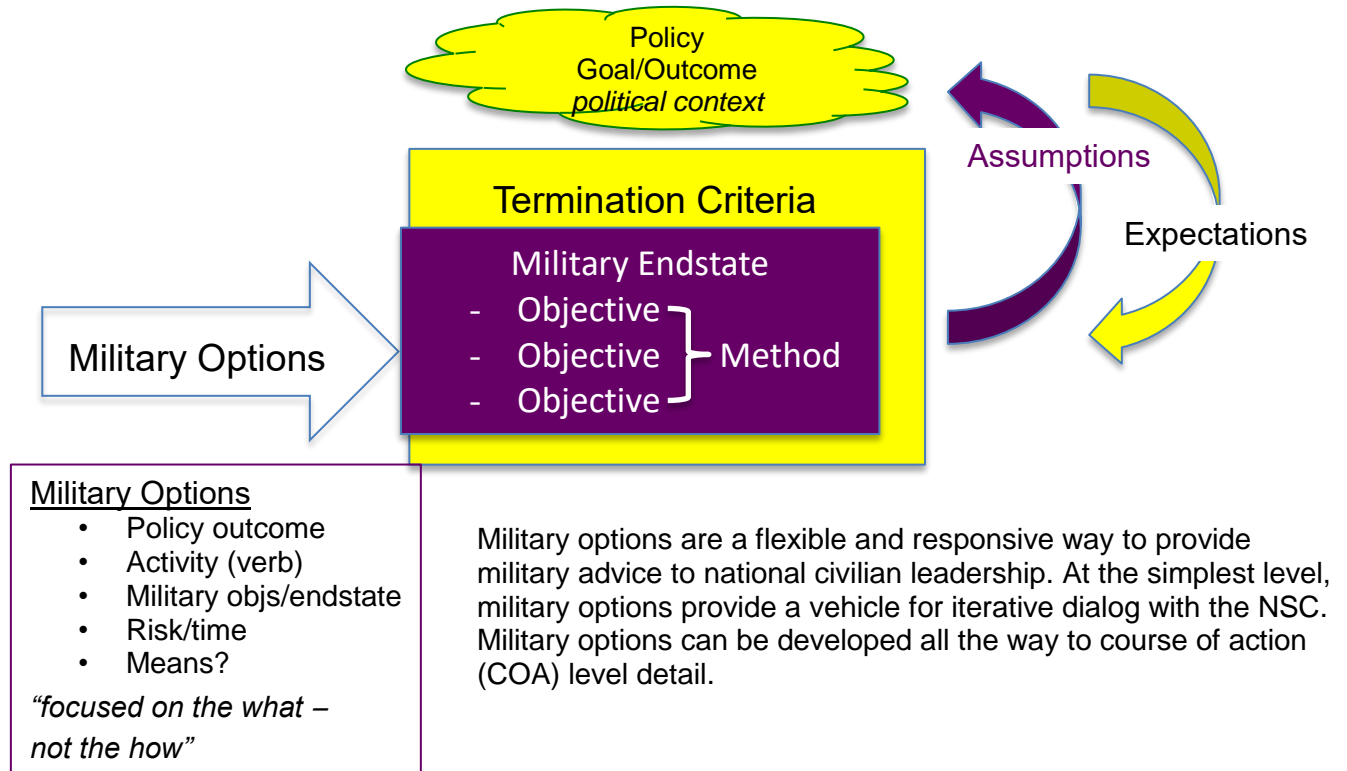 Policy
Goal/Outcome
political context
Assumptions
Expectations
Termination Criteria
Military Endstate
- Objective
- Objective
- Objective
Method
Military Options
Military Options
• Policy outcome
• Activity (verb)
• Military objs/endstate
• Risk/time
• Means?
“focused on the what –
not the how”
Military options are a flexible and responsive way to provide
military advice to national civilian leadership. At the simplest level,
military options provide a vehicle for iterative dialog with the NSC.
Military options can be developed all the way to course of action
(COA) level detail.